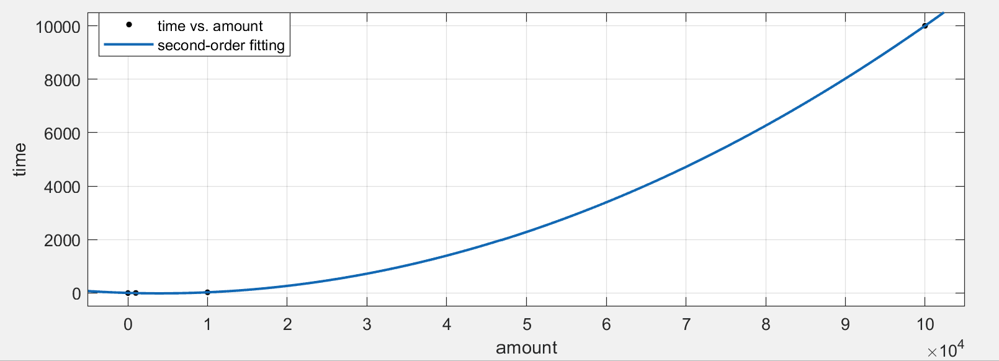 time vs. amount
second-order fitting
10000
8000
6000
4000
2000
0
time
0 1 2 3 4 5 6 7 8 9 10
amount
×10⁴